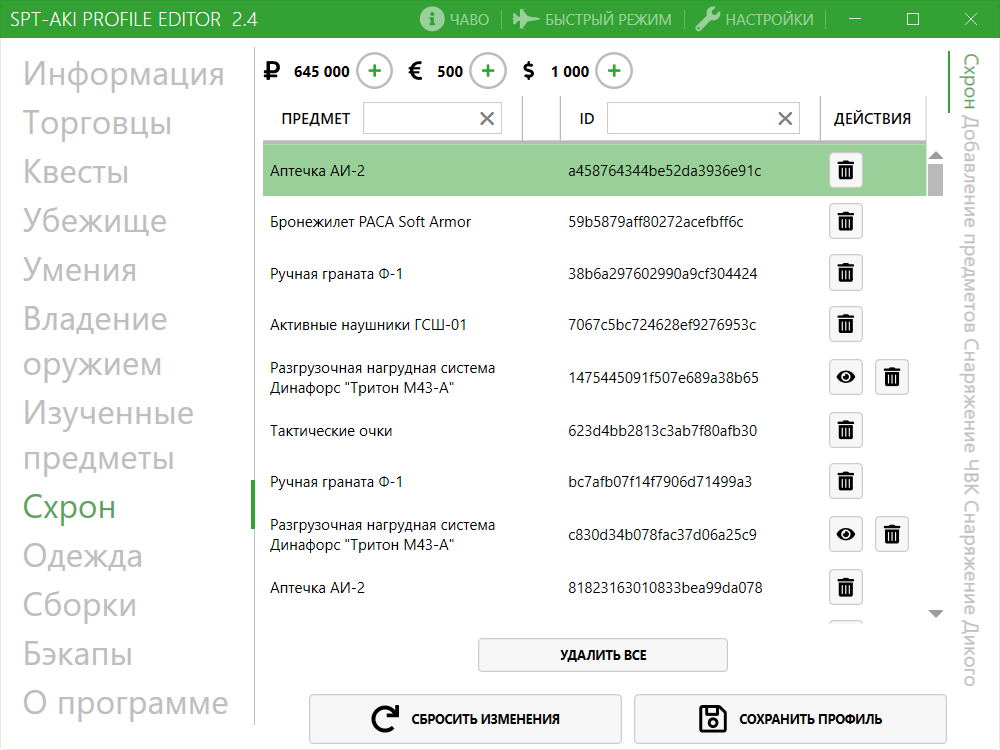 SPT-AKI PROFILE EDITOR 2.4
ЧАВО
БЫСТРЫЙ РЕЖИМ
НАСТРОЙКИ
Информация
Торговцы
Квесты
Убежище
Умения
Владение
оружием
Изученные
предметы
Схрон
Одежда
Сборки
Бэкапы
О программе
₽ 645 000 +
€ 500 +
$ 1 000 +
ПРЕДМЕТ
ID
ДЕЙСТВИЯ
Аптечка АИ-2 a458764344be52da3936e91c
Бронежилет PACA Soft Armor 59b5879aff80272acefbff6c
Ручная граната Ф-1 38b6a297602990a9cf304424
Активные наушники ГСШ-01 7067c5bc724628ef9276953c
Разгрузочная нагрудная система
Динафорс "Тритон М43-А" 1475445091f507e689a38b65
Тактические очки 623d4bb2813c3ab7f80afb30
Ручная граната Ф-1 bc7afb07f14f7906d71499a3
Разгрузочная нагрудная система
Динафорс "Тритон М43-А" c830d34b078fac37d06a25c9
Аптечка АИ-2 81823163010833bea99da078
УДАЛИТЬ ВСЕ
СБРОСИТЬ ИЗМЕНЕНИЯ
СОХРАНИТЬ ПРОФИЛЬ
Схрон
Добавление предметов
Снаряжение ЧВК
Снаряжение Дикого